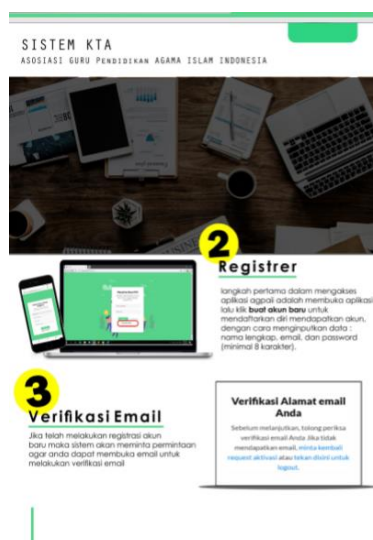 SISTEM KTA
ASOSIASI GURU PENDIDIKAN AGAMA ISLAM INDONESIA
2
Registrer
langkah pertama dalam mengakses
aplikasi agpaii adalah membuka aplikasi
lalu klik buat akun baru untuk
mendaftarkan diri mendapatkan akun,
dengan cara menginputkan data :
nama lengkap, email, dan password
(minimal 8 karakter).
3
Verifikasi Email
Jika telah melakukan registrasi akun
baru maka sistem akan meminta permintaan
agar anda dapat membuka email untuk
melakukan verifikasi email
Verifikasi Alamat email
Anda
Sebelum melanjutkan, tolong periksa
verifikasi email Anda Jika tidak
mendapatkan email, minta kembali
request aktivasi atau tekan disini untuk
logout.